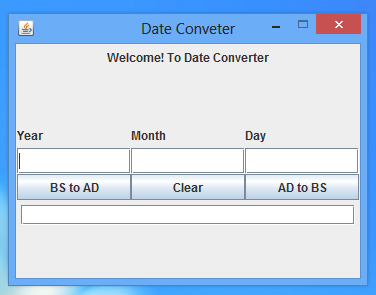 Date Conveter
Welcome! To Date Converter
Year Month Day
BS to AD Clear AD to BS